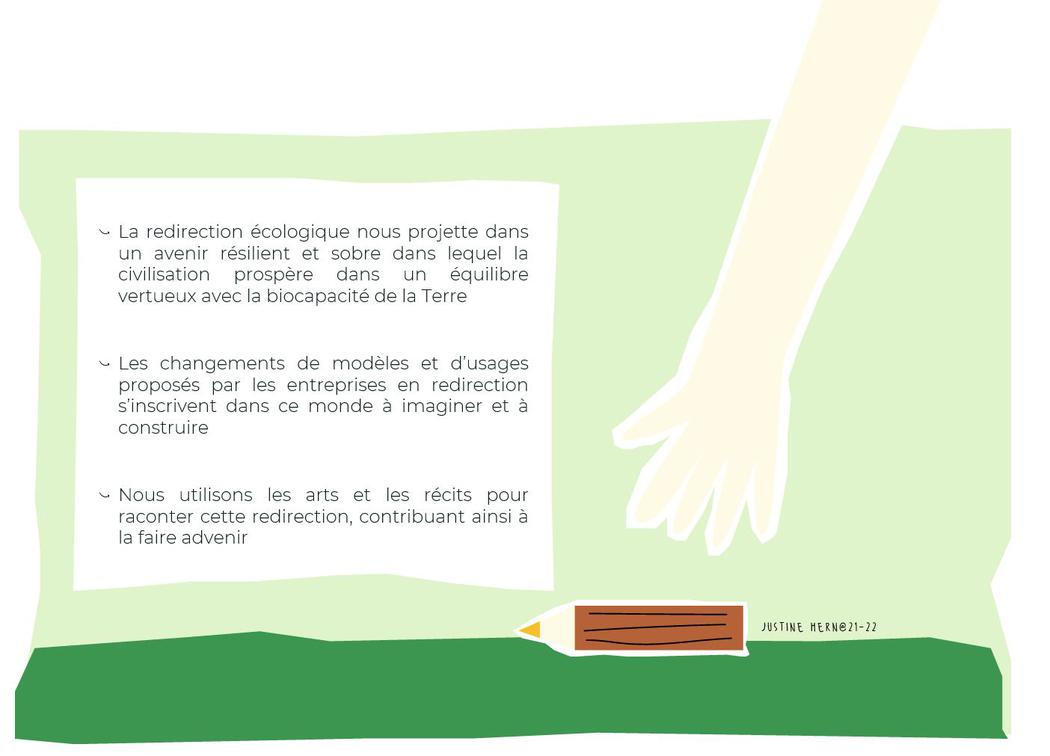 La redirection écologique nous projette dans
un avenir résilient et sobre dans lequel la
civilisation prospère dans un équilibre
vertueux avec la biocapacité de la Terre
Les changements de modèles et d’usages
proposés par les entreprises en redirection
s’inscrivent dans ce monde à imaginer et à
construire
Nous utilisons les arts et les récits pour
raconter cette redirection, contribuant ainsi à
la faire advenir
JUSTINE HERN@21-22